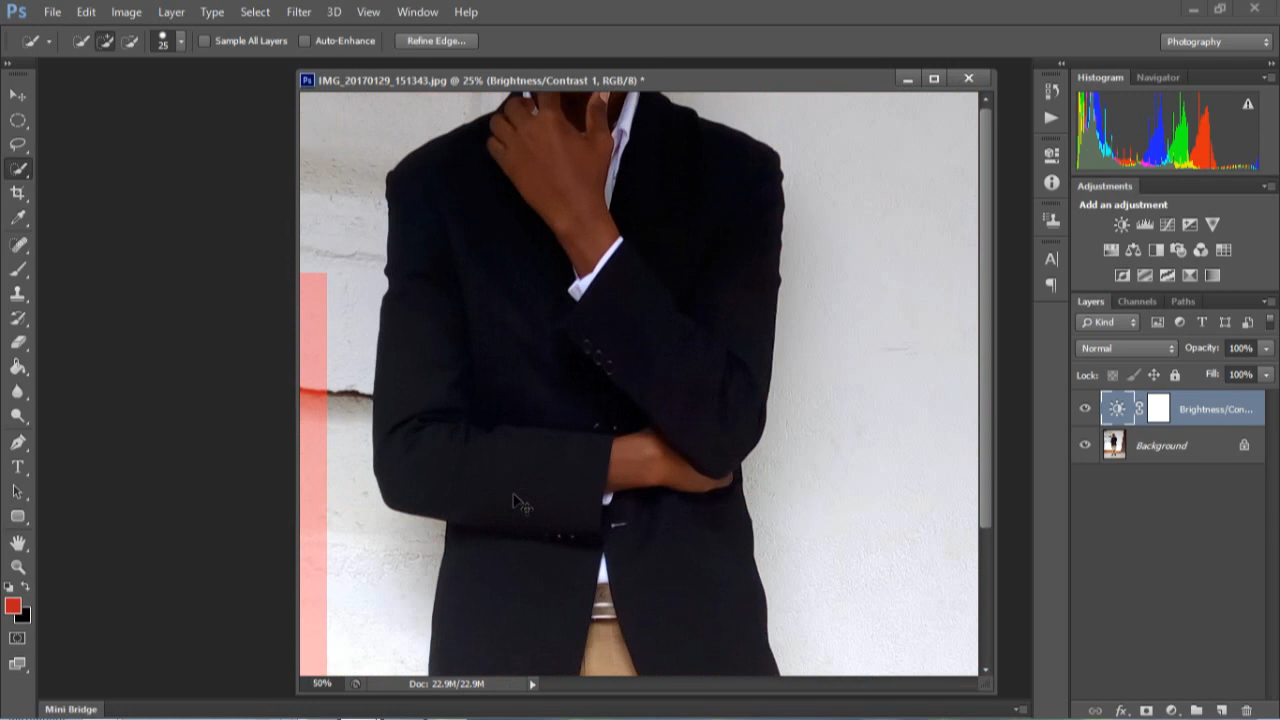 Ps File Edit Image Layer Type Select Filter 3D View Window Help
25 Sample All Layers Auto-Enhance Refine Edge... Photography
Ps IMG_20170129_151343.jpg @ 25% (Brightness/Contrast 1, RGB/8) *
Histogram Navigator
Adjustments
Add an adjustment
Layers Channels Paths
Kind
Normal Opacity: 100%
Lock: Fill: 100%
Brightness/Con...
Background
50% Doc: 22.9M/22.9M
Mini Bridge